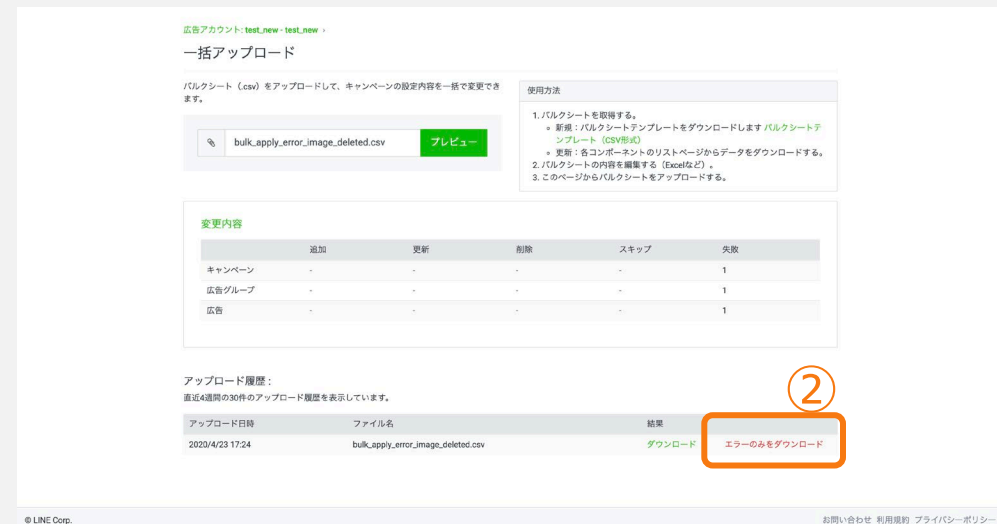 広告アカウント: test_new - test_new ›
一括アップロード
バルクシート（.csv）をアップロードして、キャンペーンの設定内容を一括で変更でき
ます。
bulk_apply_error_image_deleted.csv プレビュー
使用方法
1. バルクシートを取得する。
新規：バルクシートテンプレートをダウンロードします バルクシートテ
ンプレート（CSV形式）
更新：各コンポーネントのリストページからデータをダウンロードする。
2. バルクシートの内容を編集する（Excelなど）。
3. このページからバルクシートをアップロードする。
変更内容
追加 更新 削除 スキップ 失敗
キャンペーン - - - - 1
広告グループ - - - - 1
広告 - - - - 1
アップロード履歴 :
直近4週間の30件のアップロード履歴を表示しています。
②
アップロード日時 ファイル名 結果
2020/4/23 17:24 bulk_apply_error_image_deleted.csv ダウンロード エラーのみをダウンロード
© LINE Corp. お問い合わせ 利用規約 プライバシーポリシー